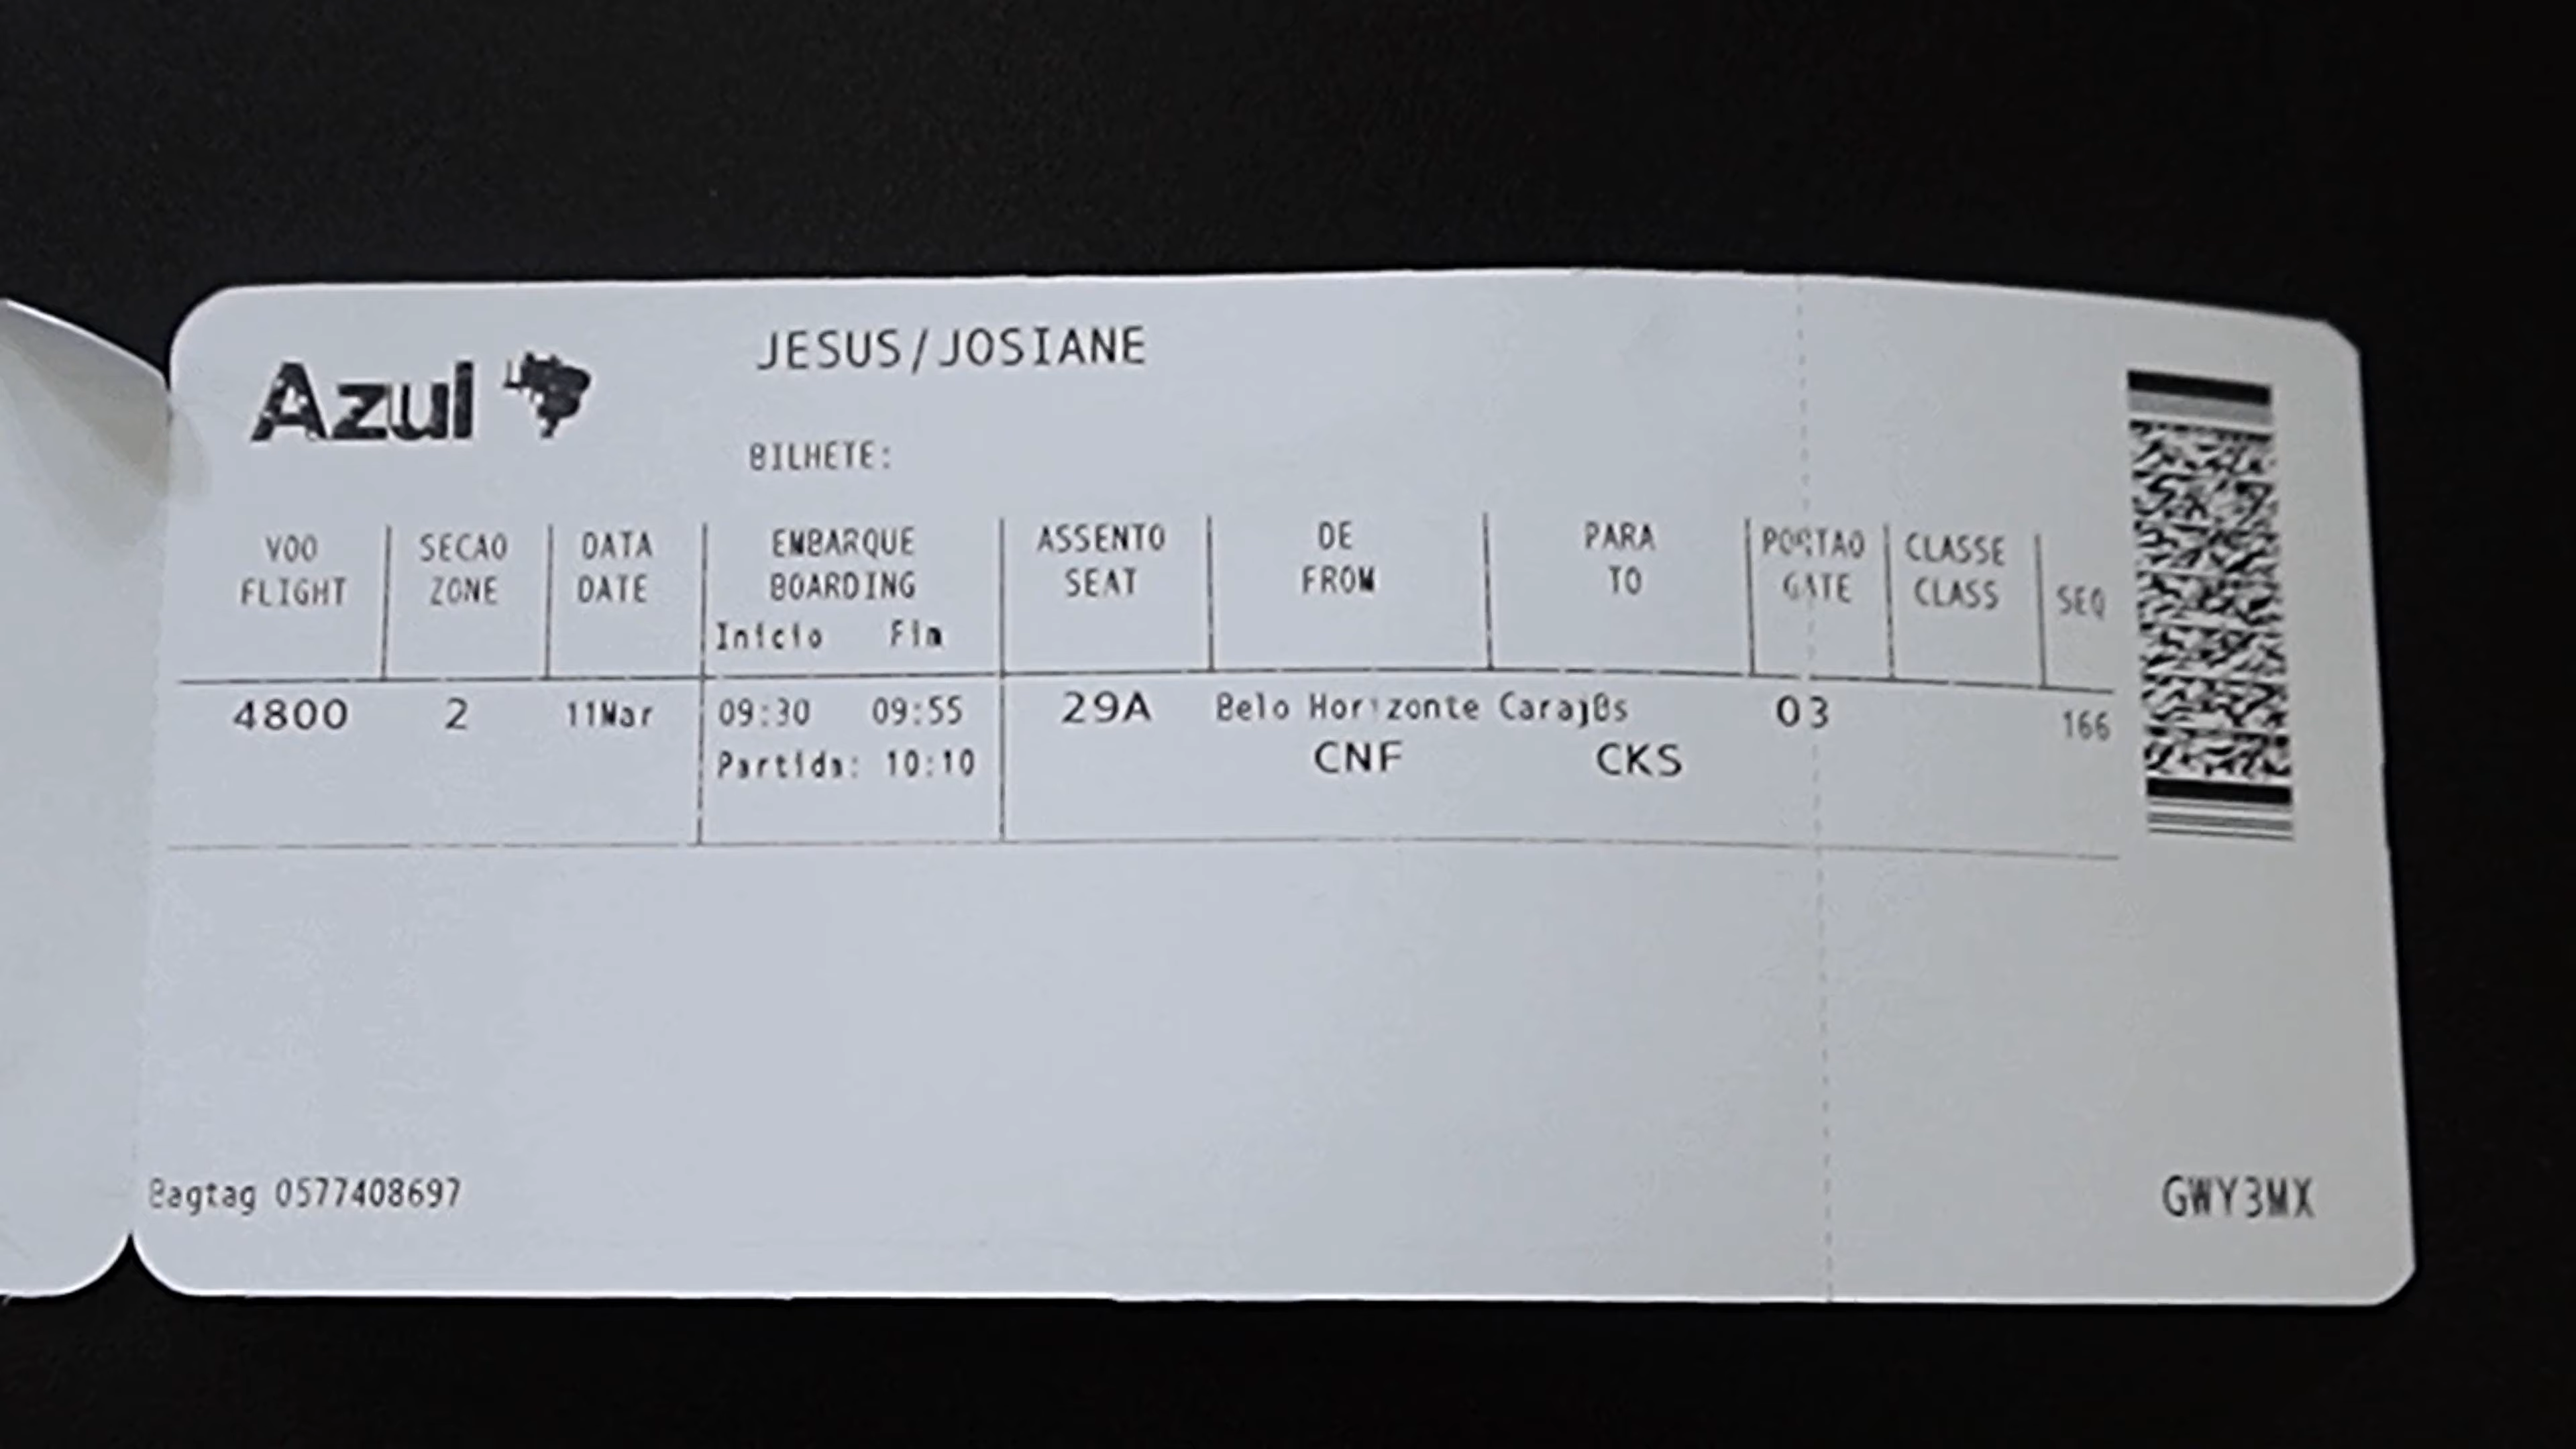 Azul
JESUS/JOSIANE
BILHETE:
VOO SECAO DATA EMBARQUE ASSENTO DE PARA PORTAO CLASSE
FLIGHT ZONE DATE BOARDING SEAT FROM TO GATE CLASS SEQ
Início Fim
4800 2 11Mar 09:30 09:55 29A Belo Horizonte Carajßs 03 166
Partida: 10:10 CNF CKS
Bagtag 0577408697
GWY3MX